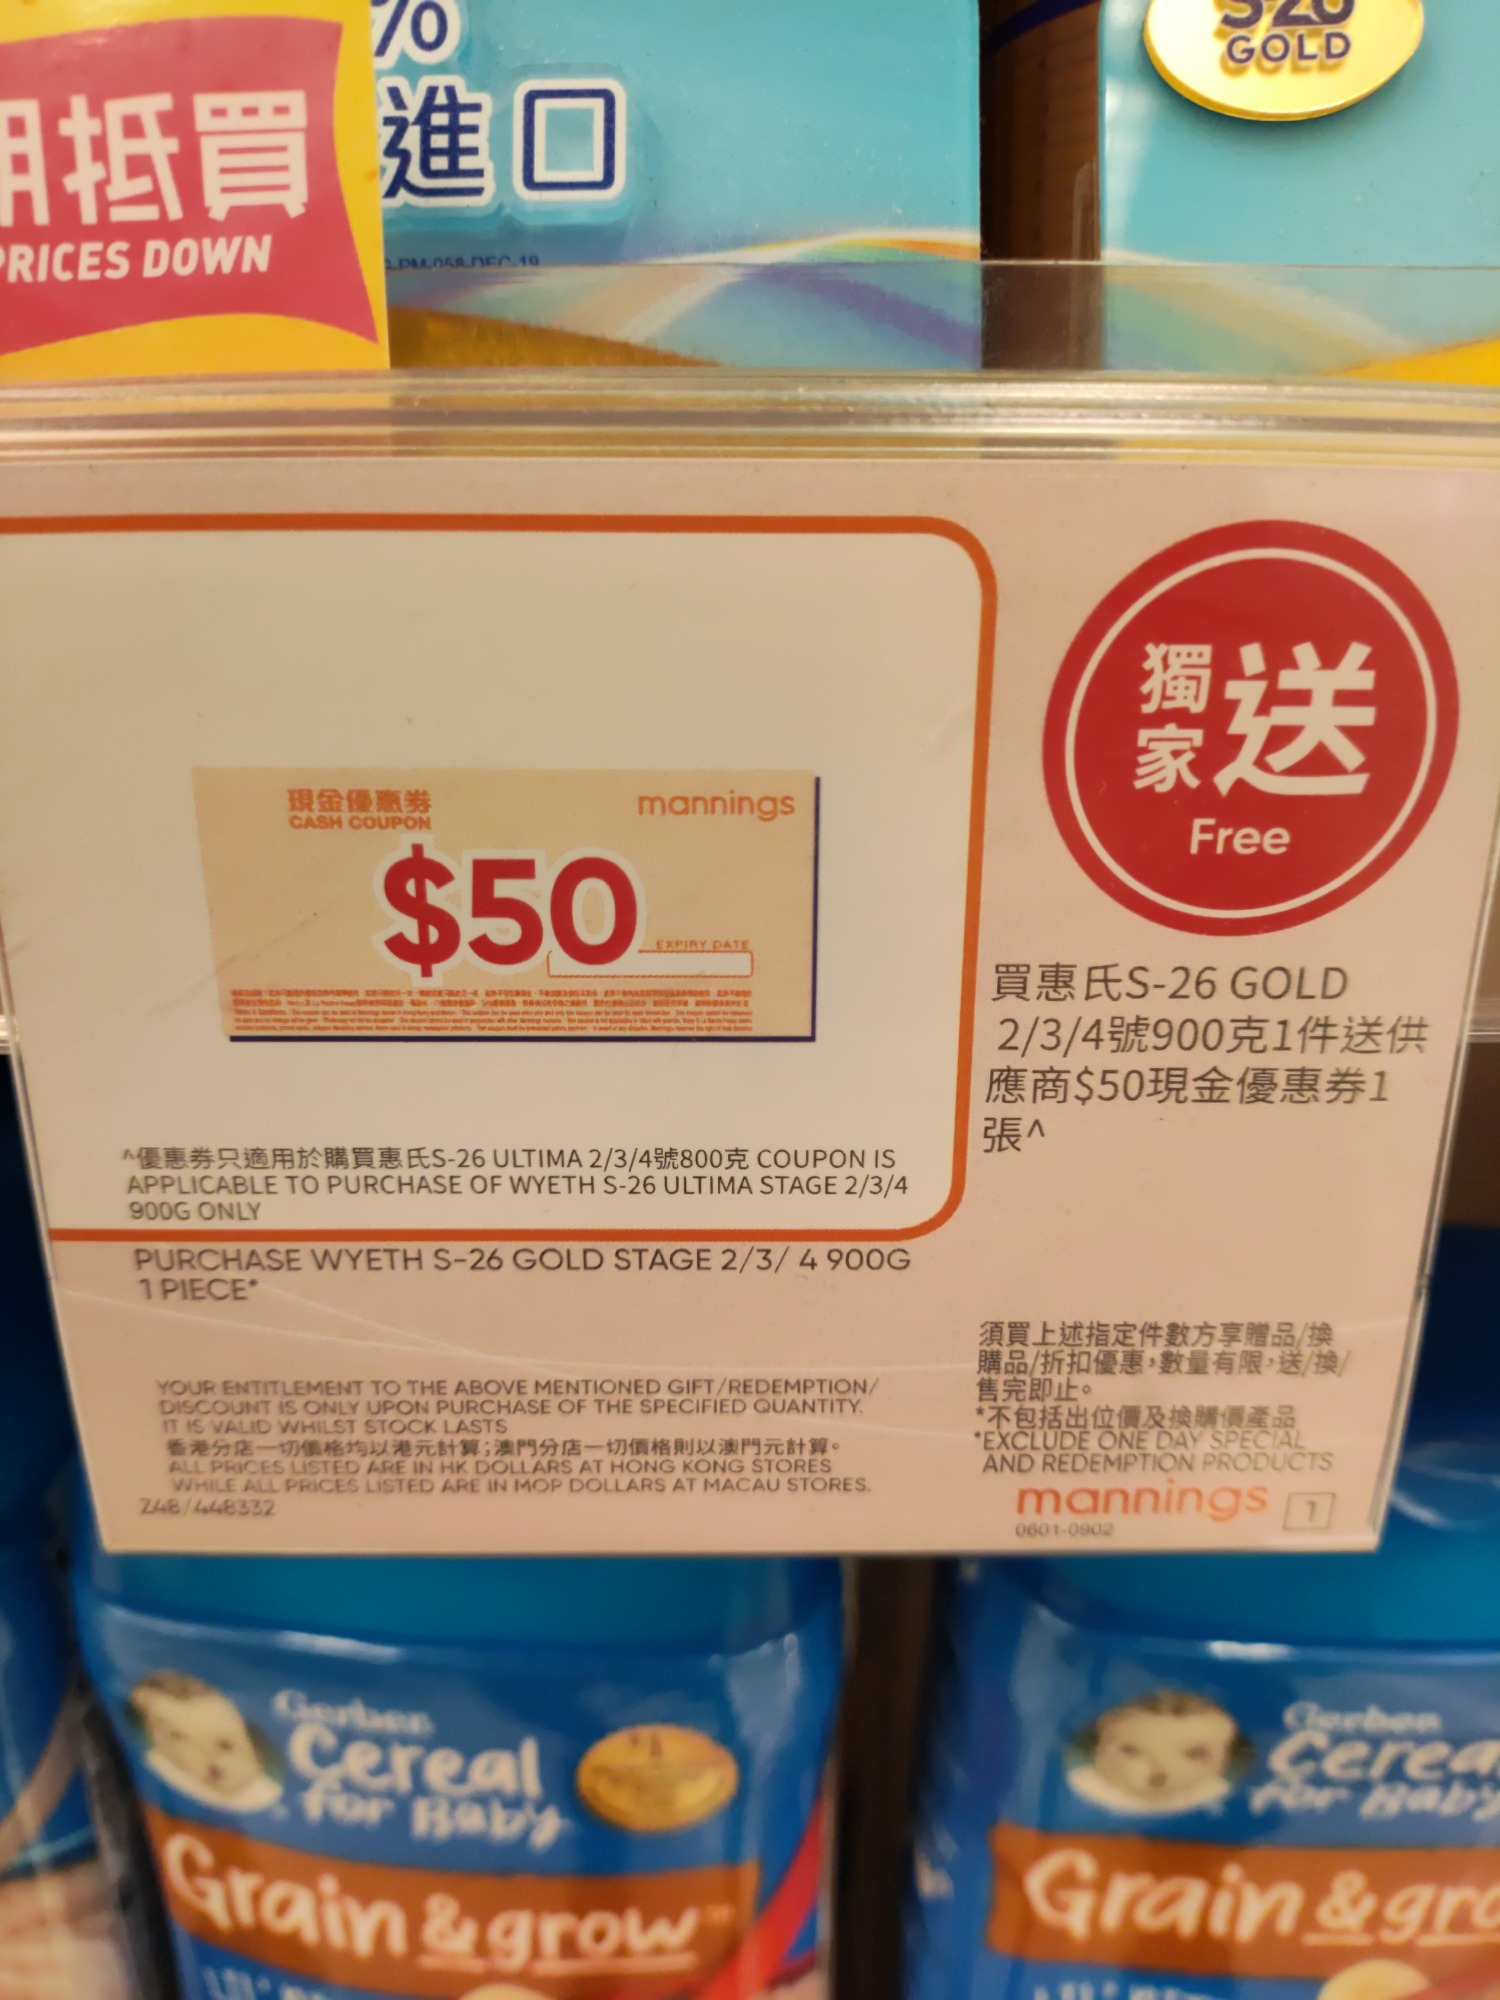 %
期抵買
PRICES DOWN
進口
-PM-058-DEC-19
S-26
GOLD
現金優惠券
CASH COUPON
mannings
$50
EXPIRY DATE
獨家送
Free
買惠氏S-26 GOLD
2/3/4號900克1件送供
應商$50現金優惠券1
張^
^優惠券只適用於購買惠氏S-26 ULTIMA 2/3/4號800克 COUPON IS
APPLICABLE TO PURCHASE OF WYETH S-26 ULTIMA STAGE 2/3/4
900G ONLY
PURCHASE WYETH S-26 GOLD STAGE 2/3/ 4 900G
1 PIECE*
YOUR ENTITLEMENT TO THE ABOVE MENTIONED GIFT/REDEMPTION/
DISCOUNT IS ONLY UPON PURCHASE OF THE SPECIFIED QUANTITY.
IT IS VALID WHILST STOCK LASTS
香港分店一切價格均以港元計算;澳門分店一切價格則以澳門元計算。
ALL PRICES LISTED ARE IN HK DOLLARS AT HONG KONG STORES
WHILE ALL PRICES LISTED ARE IN MOP DOLLARS AT MACAU STORES.
Z48/448332
須買上述指定件數方享贈品/換
購品/折扣優惠,數量有限,送/換/
售完即止。
*不包括出位價及換購價產品
*EXCLUDE ONE DAY SPECIAL
AND REDEMPTION PRODUCTS
mannings 1
0601-0902
Gerber
Cereal
for Baby
#1
Grain & grow
LIL'
Gerber
Cereal
for Baby
Grain & gro
LIL'